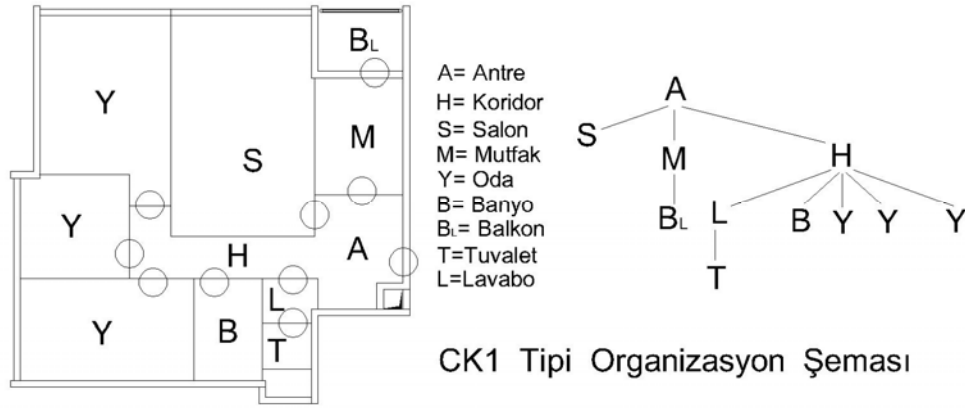 BL
Y
M
S
Y
A
H
L
Y
B
T
A= Antre
H= Koridor
S= Salon
M= Mutfak
Y= Oda
B= Banyo
BL= Balkon
T=Tuvalet
L=Lavabo
A
S
M
H
BL
L
B
Y
Y
Y
T
CK1 Tipi Organizasyon Şeması